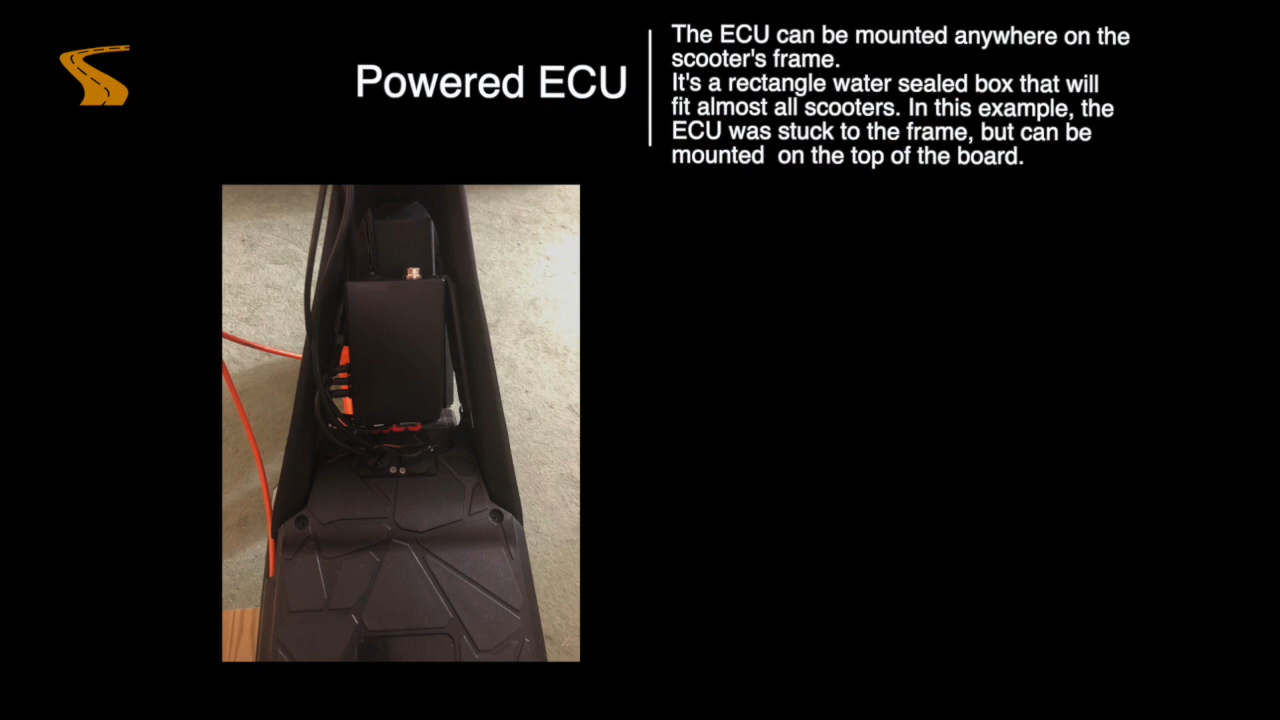 Powered ECU
The ECU can be mounted anywhere on the
scooter's frame.
It's a rectangle water sealed box that will
fit almost all scooters. In this example, the
ECU was stuck to the frame, but can be
mounted  on the top of the board.